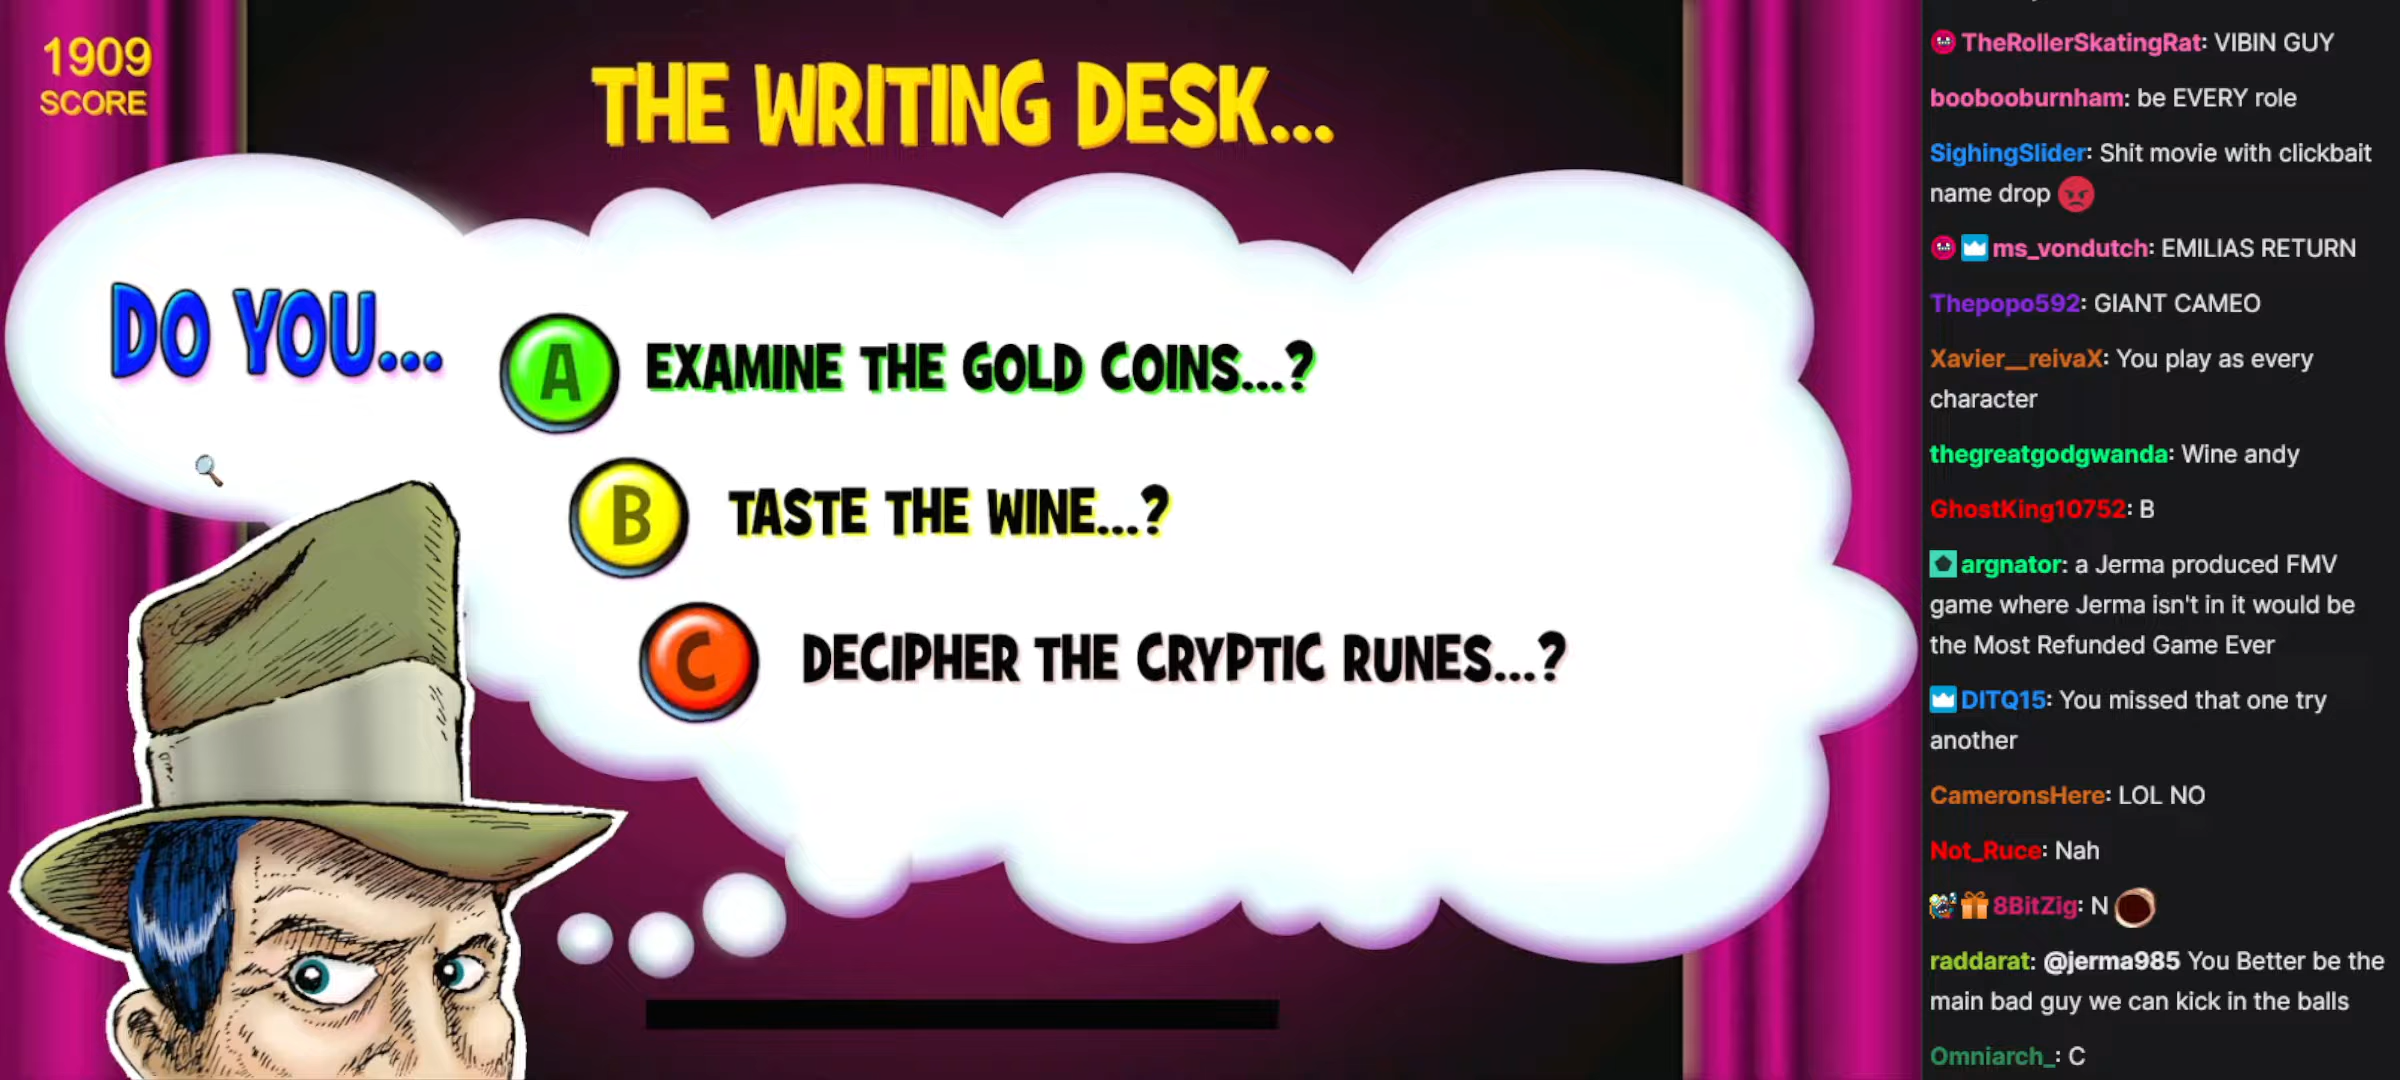 1909
SCORE
THE WRITING DESK...
DO YOU...
A EXAMINE THE GOLD COINS...?
B TASTE THE WINE...?
C DECIPHER THE CRYPTIC RUNES...?
TheRollerSkatingRat: VIBIN GUY
boobooburnham: be EVERY role
SighingSlider: Shit movie with clickbait
name drop
ms_vondutch: EMILIAS RETURN
Thepopo592: GIANT CAMEO
Xavier__reivaX: You play as every
character
thegreatgodgwanda: Wine andy
GhostKing10752: B
argnator: a Jerma produced FMV
game where Jerma isn't in it would be
the Most Refunded Game Ever
DITQ15: You missed that one try
another
CameronsHere: LOL NO
Not_Ruce: Nah
8BitZig: N
raddarat: @jerma985 You Better be the
main bad guy we can kick in the balls
Omniarch_: C